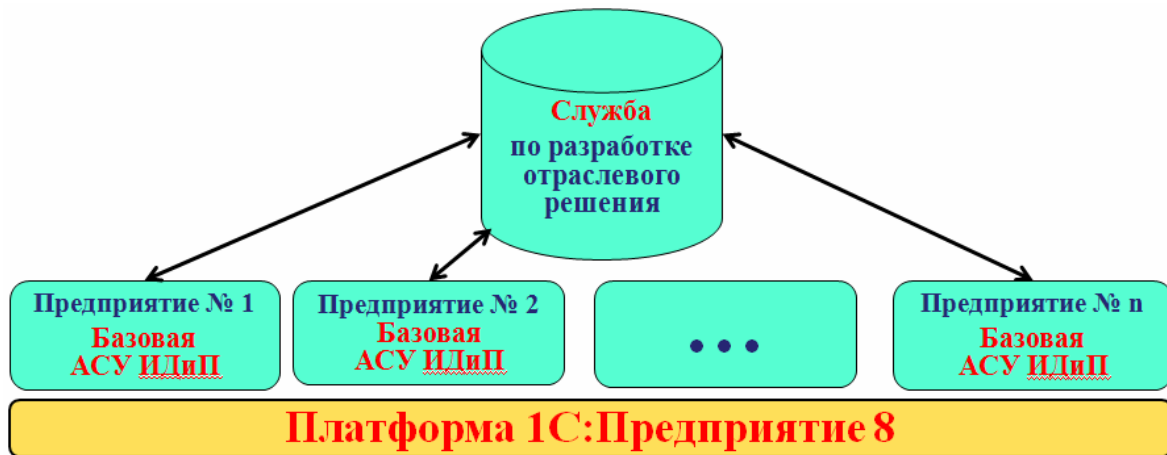 Служба
по разработке
отраслевого
решения
Предприятие № 1
Базовая
АСУ ИДиП
Предприятие № 2
Базовая
АСУ ИДиП
• • •
Предприятие № n
Базовая
АСУ ИДиП
Платформа 1С:Предприятие 8